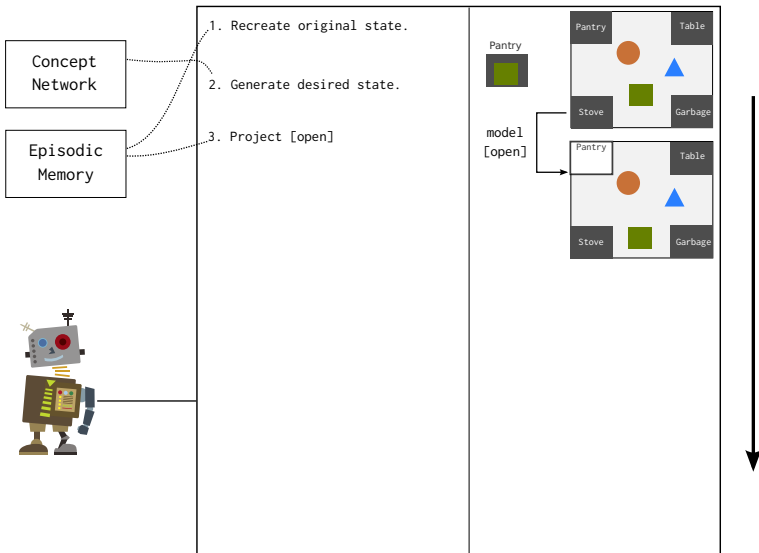 Concept
Network
Episodic
Memory
1. Recreate original state.
2. Generate desired state.
3. Project [open]
Pantry
Pantry
Table
Stove
Garbage
model
[open]
Pantry
Table
Stove
Garbage